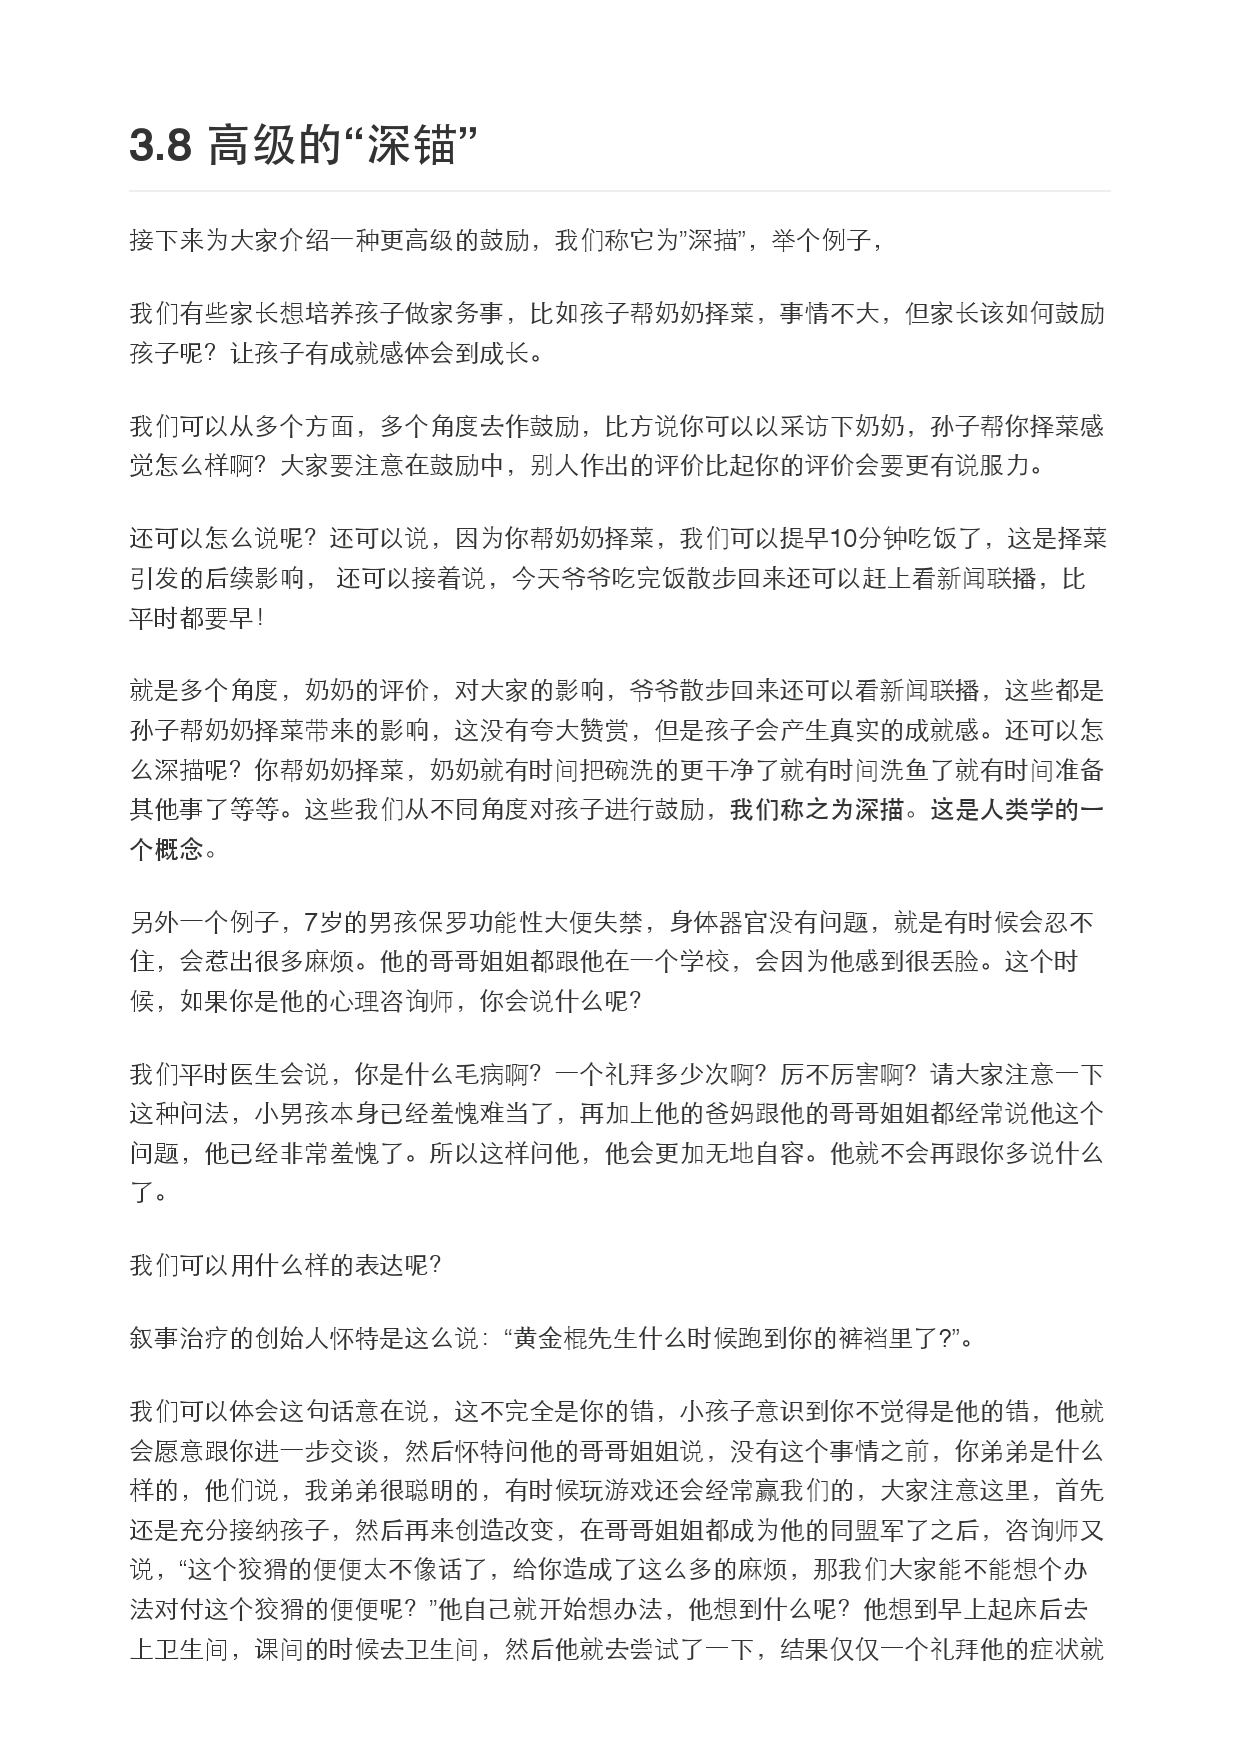 3.8 高级的“深锚”
接下来为大家介绍一种更高级的鼓励，我们称它为”深描”，举个例子，
我们有些家长想培养孩子做家务事，比如孩子帮奶奶择菜，事情不大，但家长该如何鼓励
孩子呢？让孩子有成就感体会到成长。
我们可以从多个方面，多个角度去作鼓励，比方说你可以以采访下奶奶，孙子帮你择菜感
觉怎么样啊？大家要注意在鼓励中，别人作出的评价比起你的评价会要更有说服力。
还可以怎么说呢？还可以说，因为你帮奶奶择菜，我们可以提早10分钟吃饭了，这是择菜
引发的后续影响， 还可以接着说，今天爷爷吃完饭散步回来还可以赶上看新闻联播，比
平时都要早！
就是多个角度，奶奶的评价，对大家的影响，爷爷散步回来还可以看新闻联播，这些都是
孙子帮奶奶择菜带来的影响，这没有夸大赞赏，但是孩子会产生真实的成就感。还可以怎
么深描呢？你帮奶奶择菜，奶奶就有时间把碗洗的更干净了就有时间洗鱼了就有时间准备
其他事了等等。这些我们从不同角度对孩子进行鼓励，我们称之为深描。这是人类学的一
个概念。
另外一个例子，7岁的男孩保罗功能性大便失禁，身体器官没有问题，就是有时候会忍不
住，会惹出很多麻烦。他的哥哥姐姐都跟他在一个学校，会因为他感到很丢脸。这个时
候，如果你是他的心理咨询师，你会说什么呢？
我们平时医生会说，你是什么毛病啊？一个礼拜多少次啊？厉不厉害啊？请大家注意一下
这种问法，小男孩本身已经羞愧难当了，再加上他的爸妈跟他的哥哥姐姐都经常说他这个
问题，他已经非常羞愧了。所以这样问他，他会更加无地自容。他就不会再跟你多说什么
了。
我们可以用什么样的表达呢？
叙事治疗的创始人怀特是这么说：“黄金棍先生什么时候跑到你的裤裆里了?”。
我们可以体会这句话意在说，这不完全是你的错，小孩子意识到你不觉得是他的错，他就
会愿意跟你进一步交谈，然后怀特问他的哥哥姐姐说，没有这个事情之前，你弟弟是什么
样的，他们说，我弟弟很聪明的，有时候玩游戏还会经常赢我们的，大家注意这里，首先
还是充分接纳孩子，然后再来创造改变，在哥哥姐姐都成为他的同盟军了之后，咨询师又
说，“这个狡猾的便便太不像话了，给你造成了这么多的麻烦，那我们大家能不能想个办
法对付这个狡猾的便便呢？”他自己就开始想办法，他想到什么呢？他想到早上起床后去
上卫生间，课间的时候去卫生间，然后他就去尝试了一下，结果仅仅一个礼拜他的症状就